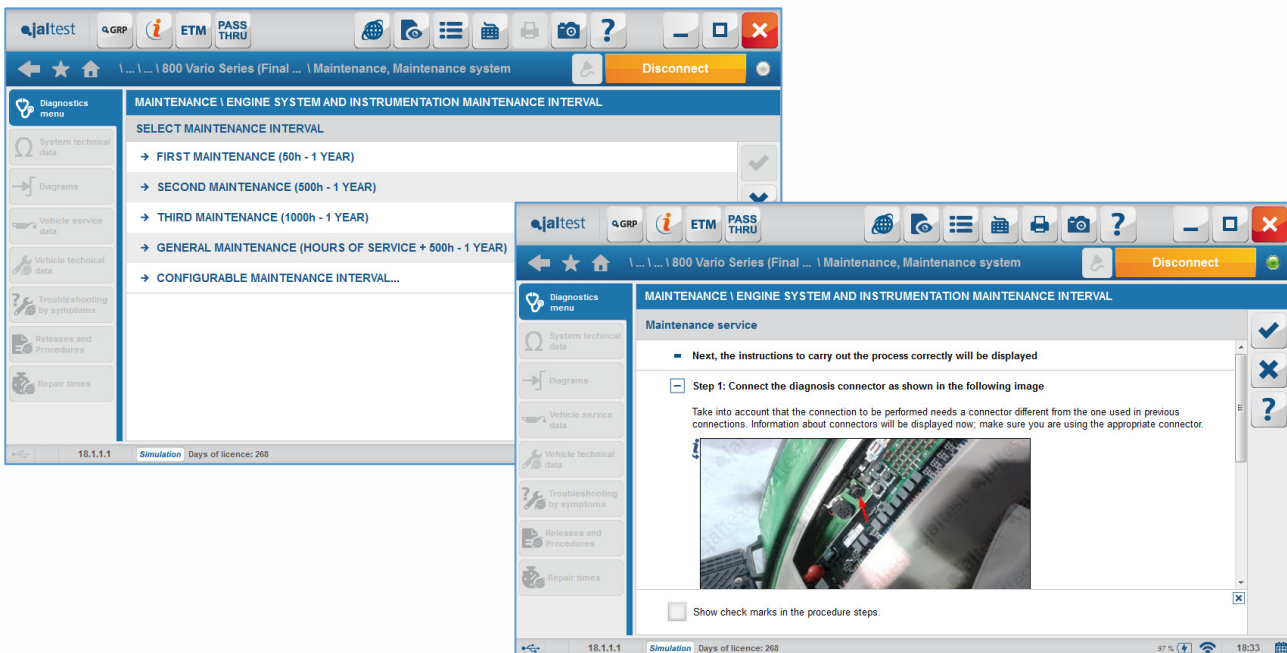 jaltest GRP i ETM PASS THRU ?
\ ... \ ... \ 800 Vario Series (Final ... \ Maintenance, Maintenance system Disconnect
Diagnostics menu
System technical data
Diagrams
Vehicle service data
Vehicle technical data
Troubleshooting by symptoms
Releases and Procedures
Repair times
MAINTENANCE \ ENGINE SYSTEM AND INSTRUMENTATION MAINTENANCE INTERVAL
SELECT MAINTENANCE INTERVAL
FIRST MAINTENANCE (50h - 1 YEAR)
SECOND MAINTENANCE (500h - 1 YEAR)
THIRD MAINTENANCE (1000h - 1 YEAR)
GENERAL MAINTENANCE (HOURS OF SERVICE + 500h - 1 YEAR)
CONFIGURABLE MAINTENANCE INTERVAL...
18.1.1.1 Simulation Days of licence: 268
jaltest GRP i ETM PASS THRU ?
\ ... \ ... \ 800 Vario Series (Final ... \ Maintenance, Maintenance system Disconnect
Diagnostics menu
System technical data
Diagrams
Vehicle service data
Vehicle technical data
Troubleshooting by symptoms
Releases and Procedures
Repair times
MAINTENANCE \ ENGINE SYSTEM AND INSTRUMENTATION MAINTENANCE INTERVAL
Maintenance service
Next, the instructions to carry out the process correctly will be displayed
Step 1: Connect the diagnosis connector as shown in the following image
Take into account that the connection to be performed needs a connector different from the one used in previous
connections. Information about connectors will be displayed now; make sure you are using the appropriate connector.
Show check marks in the procedure steps.
18.1.1.1 Simulation Days of licence: 268 97 % 18:33